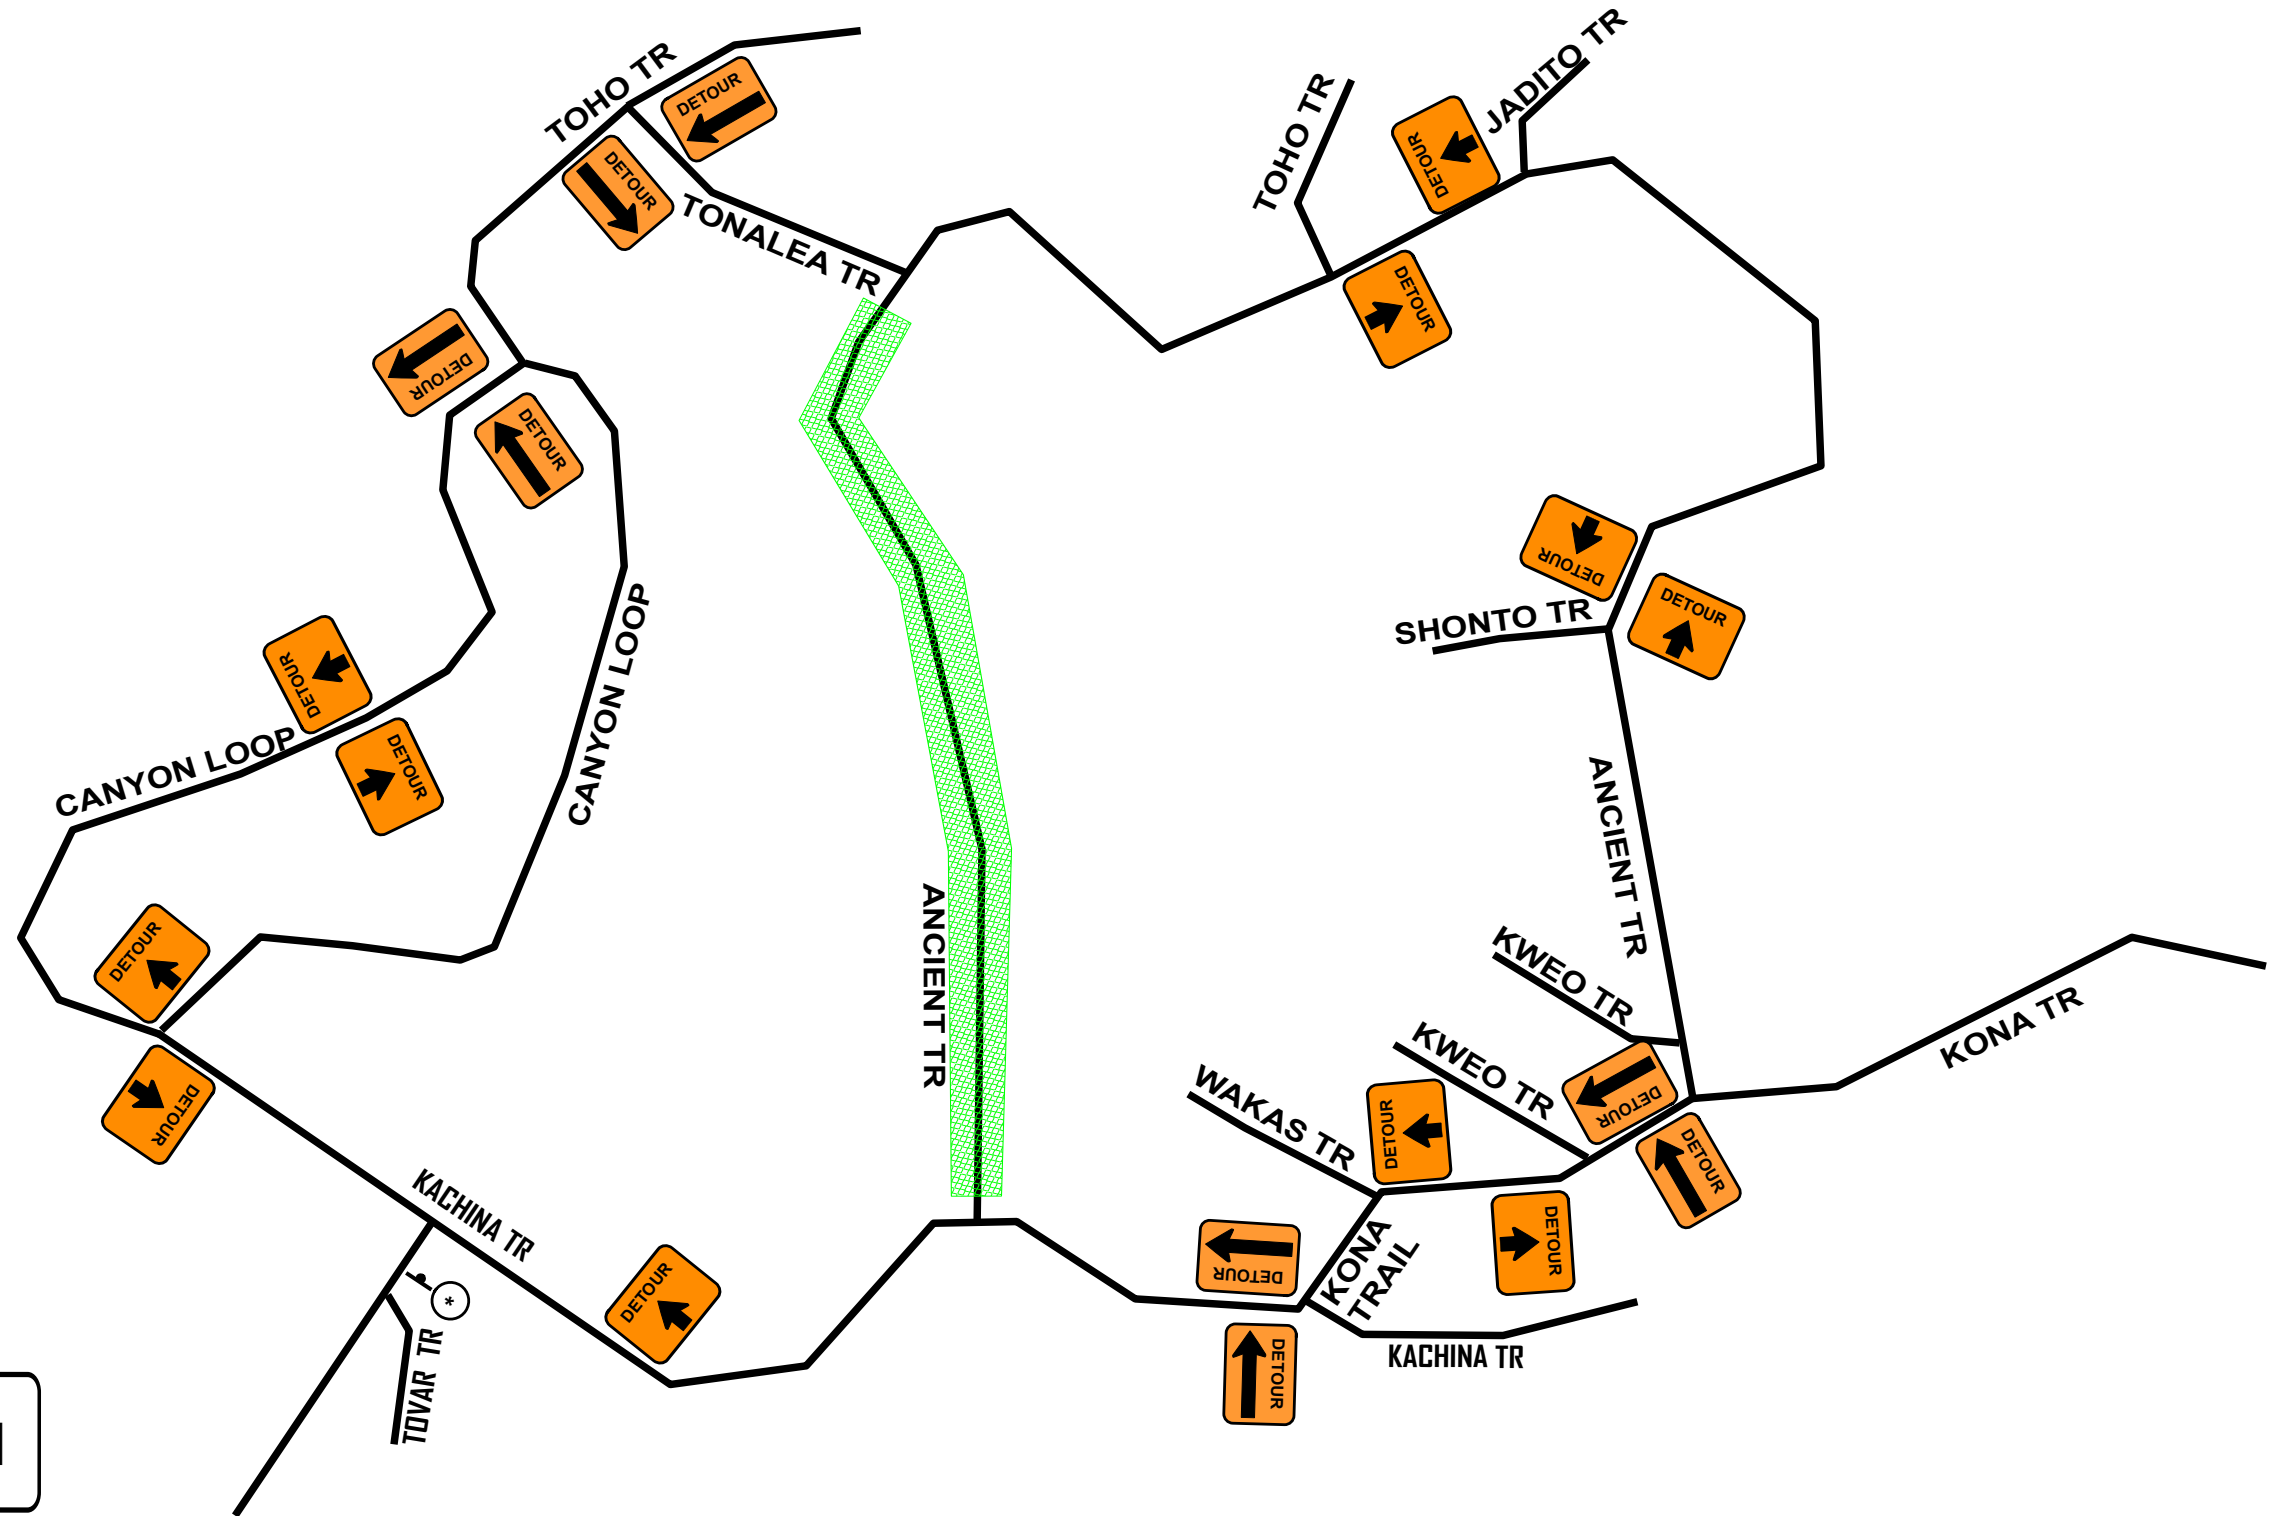 TOHO TR
DETOUR
DETOUR
TONALEA TR
TOHO TR
JADITO TR
DETOUR
DETOUR
DETOUR
DETOUR
DETOUR
DETOUR
SHONTO TR
DETOUR
DETOUR
CANYON LOOP
CANYON LOOP
ANCIENT TR
ANCIENT TR
DETOUR
DETOUR
KWEO TR
KWEO TR
WAKAS TR
KONA TR
DETOUR
DETOUR
DETOUR
DETOUR
KACHINA TR
DETOUR
DETOUR
KONA
TRAIL
DETOUR
KACHINA TR
TOVAR TR
*